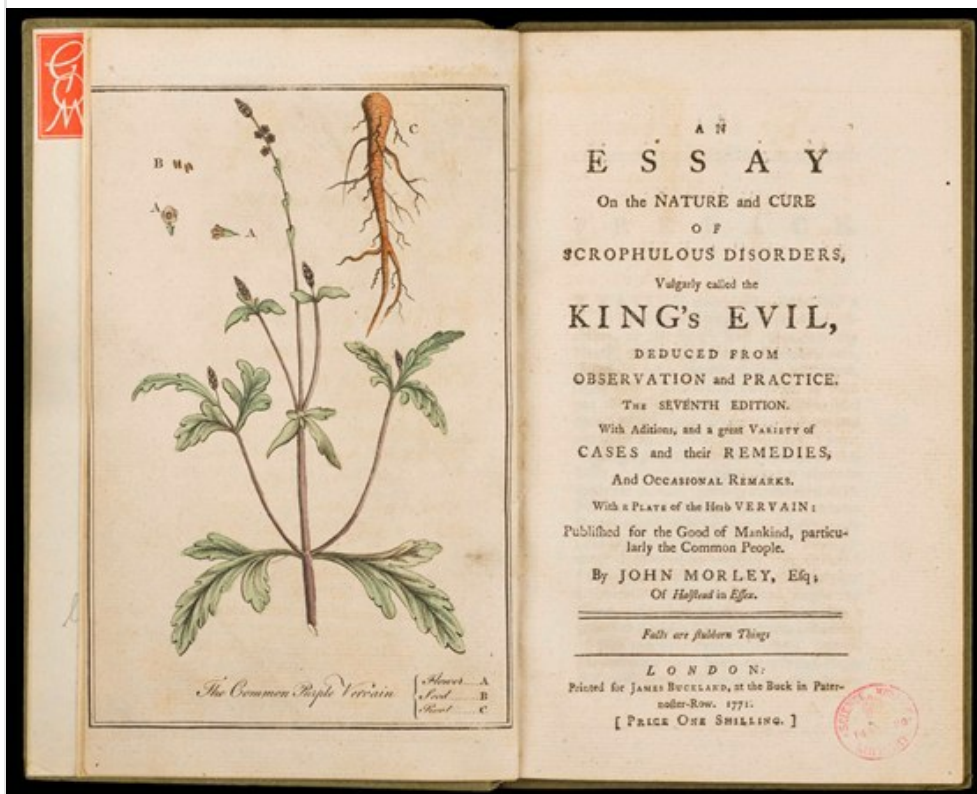 C
B
A
A
The Common Purple Vervain
Flower A
Seed B
Root C
AN
ESSAY
On the NATURE and CURE
OF
SCROPHULOUS DISORDERS,
Vulgarly called the
KING's EVIL,
DEDUCED FROM
OBSERVATION and PRACTICE.
THE SEVENTH EDITION.
With Aditions, and a great VARIETY of
CASES and their REMEDIES,
And OCCASIONAL REMARKS.
With a PLATE of the Herb VERVAIN:
Publiſhed for the Good of Mankind, particu-
larly the Common People.
By JOHN MORLEY, Eſq;
Of Halſtead in Eſſex.
Facts are ſtubborn Things
LONDON:
Printed for JAMES BUCKLAND, at the Buck in Pater-
noſter-Row. 1771.
[ PRICE ONE SHILLING. ]